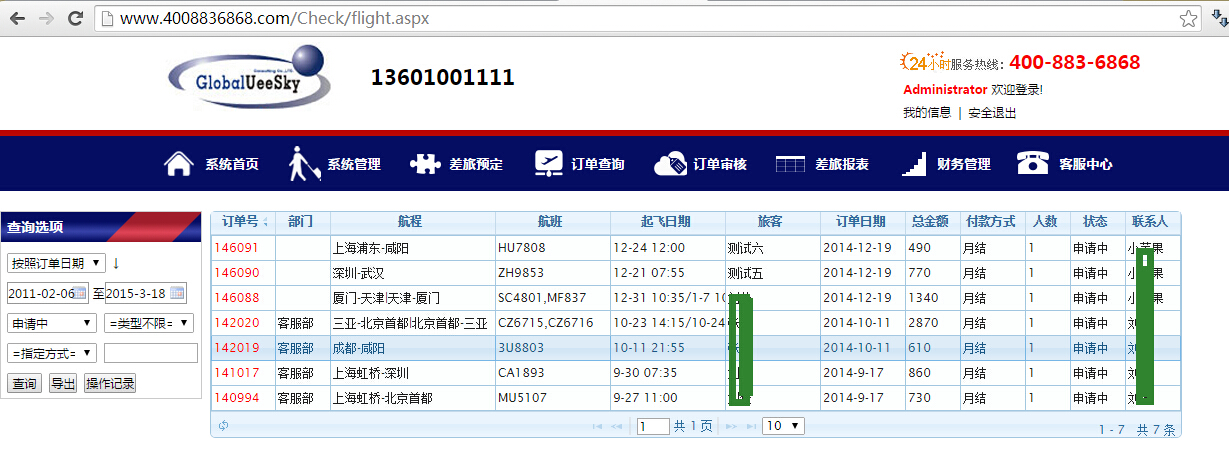 www.4008836868.com/Check/flight.aspx
GlobalUeeSky
13601001111
24小时服务热线：400-883-6868
Administrator 欢迎登录!
我的信息 | 安全退出
系统首页 系统管理 差旅预定 订单查询 订单审核 差旅报表 财务管理 客服中心
查询选项
按照订单日期 ↓
2011-02-06 至 2015-3-18
申请中 =类型不限=
=指定方式=
查询 导出 操作记录
订单号 部门 航程 航班 起飞日期 旅客 订单日期 总金额 付款方式 人数 状态 联系人
146091 上海浦东-咸阳 HU7808 12-24 12:00 测试六 2014-12-19 490 月结 1 申请中 小 果
146090 深圳-武汉 ZH9853 12-21 07:55 测试五 2014-12-19 770 月结 1 申请中 小 果
146088 厦门-天津|天津-厦门 SC4801,MF837 12-31 10:35/1-7 10 2014-12-19 1340 月结 1 申请中 小 果
142020 客服部 三亚-北京首都|北京首都-三亚 CZ6715,CZ6716 10-23 14:15/10-24 2014-10-11 2870 月结 1 申请中 刘
142019 客服部 成都-咸阳 3U8803 10-11 21:55 2014-10-11 610 月结 1 申请中 刘
141017 客服部 上海虹桥-深圳 CA1893 9-30 07:35 2014-9-17 860 月结 1 申请中 刘
140994 客服部 上海虹桥-北京首都 MU5107 9-27 11:00 2014-9-17 730 月结 1 申请中 刘
1 共 1 页 10 1 - 7 共 7 条